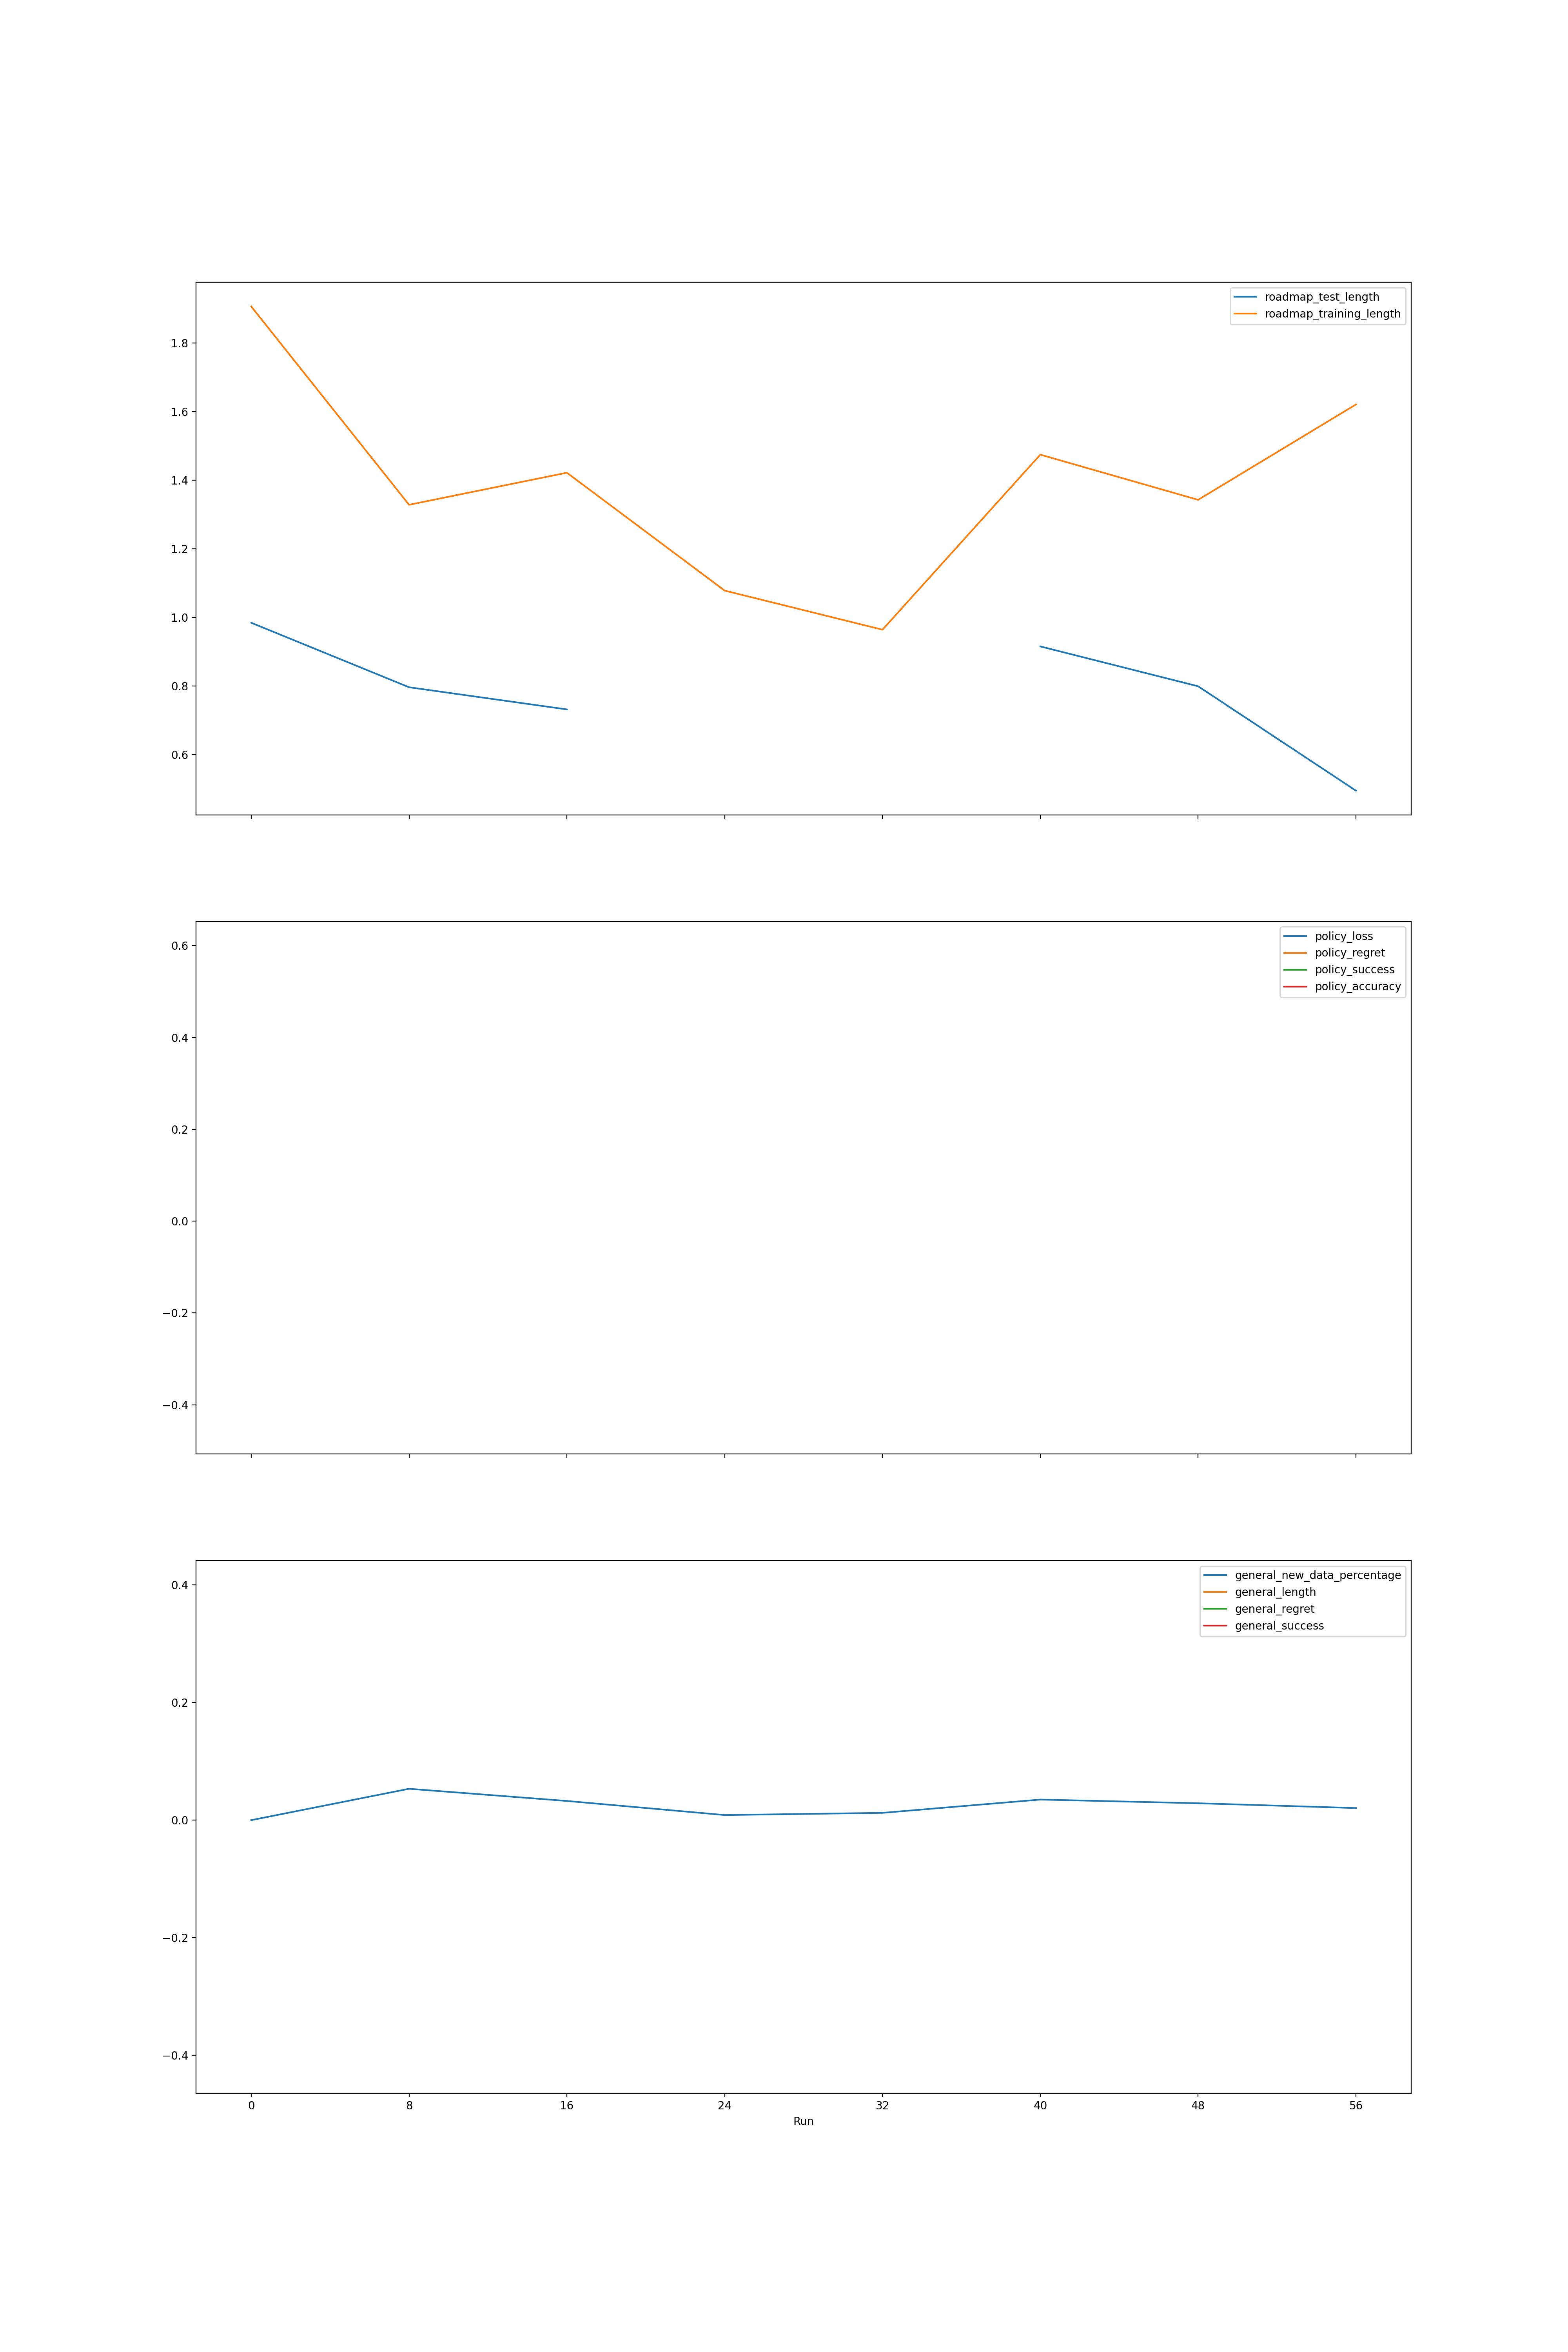 roadmap_test_length
roadmap_training_length
1.8
1.6
1.4
1.2
1.0
0.8
0.6
policy_loss
policy_regret
policy_success
policy_accuracy
0.6
0.4
0.2
0.0
−0.2
−0.4
general_new_data_percentage
general_length
general_regret
general_success
0.4
0.2
0.0
−0.2
−0.4
0 8 16 24 32 40 48 56
Run